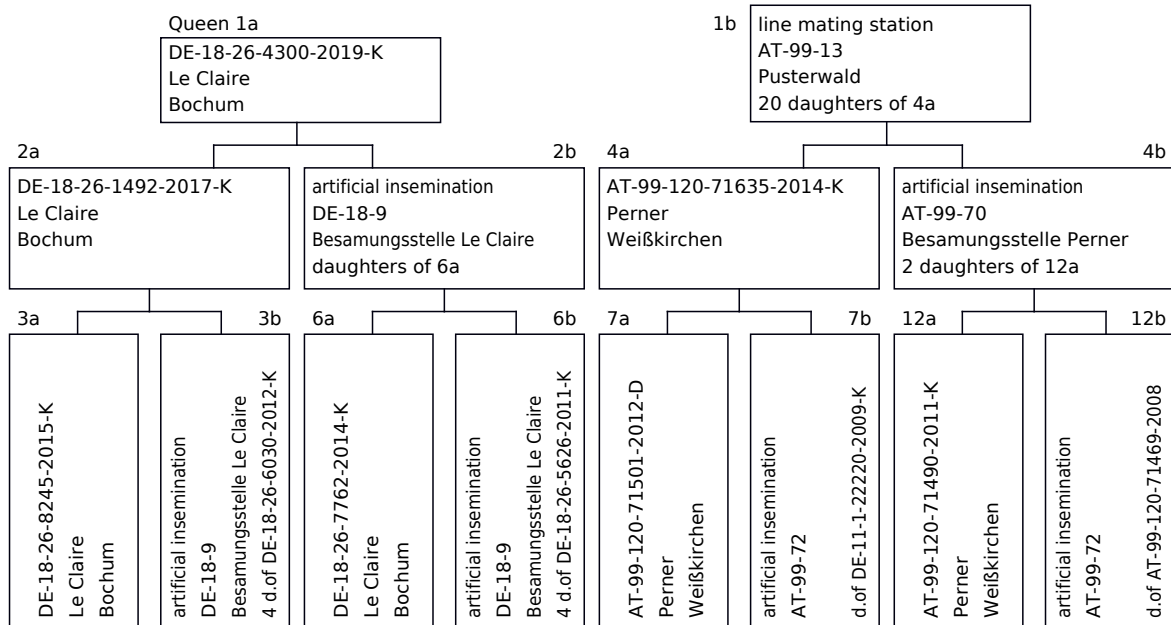 Queen 1a
DE-18-26-4300-2019-K
Le Claire
Bochum
1b
line mating station
AT-99-13
Pusterwald
20 daughters of 4a
2a
DE-18-26-1492-2017-K
Le Claire
Bochum
2b
artificial insemination
DE-18-9
Besamungsstelle Le Claire
daughters of 6a
4a
AT-99-120-71635-2014-K
Perner
Weißkirchen
4b
artificial insemination
AT-99-70
Besamungsstelle Perner
2 daughters of 12a
3a
DE-18-26-8245-2015-K
Le Claire
Bochum
3b
artificial insemination
DE-18-9
Besamungsstelle Le Claire
4 d.of DE-18-26-6030-2012-K
6a
DE-18-26-7762-2014-K
Le Claire
Bochum
6b
artificial insemination
DE-18-9
Besamungsstelle Le Claire
4 d.of DE-18-26-5626-2011-K
7a
AT-99-120-71501-2012-D
Perner
Weißkirchen
7b
artificial insemination
AT-99-72
d.of DE-11-1-22220-2009-K
12a
AT-99-120-71490-2011-K
Perner
Weißkirchen
12b
artificial insemination
AT-99-72
d.of AT-99-120-71469-2008